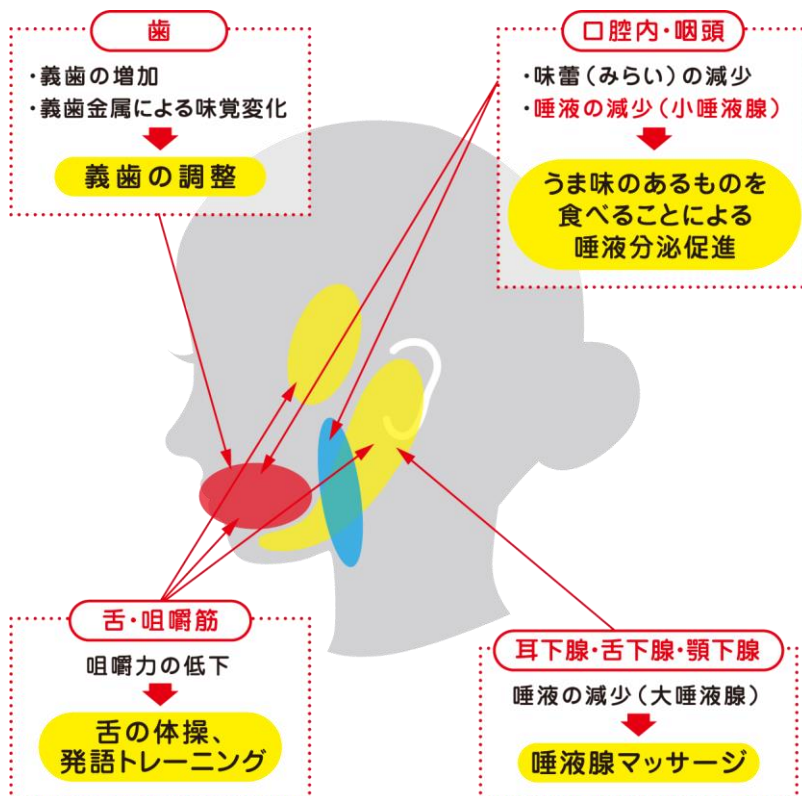 歯
・義歯の増加
・義歯金属による味覚変化
義歯の調整
口腔内・咽頭
・味蕾（みらい）の減少
・唾液の減少（小唾液腺）
うま味のあるものを
食べることによる
唾液分泌促進
舌・咀嚼筋
咀嚼力の低下
舌の体操、
発語トレーニング
耳下腺・舌下腺・顎下腺
唾液の減少（大唾液腺）
唾液腺マッサージ